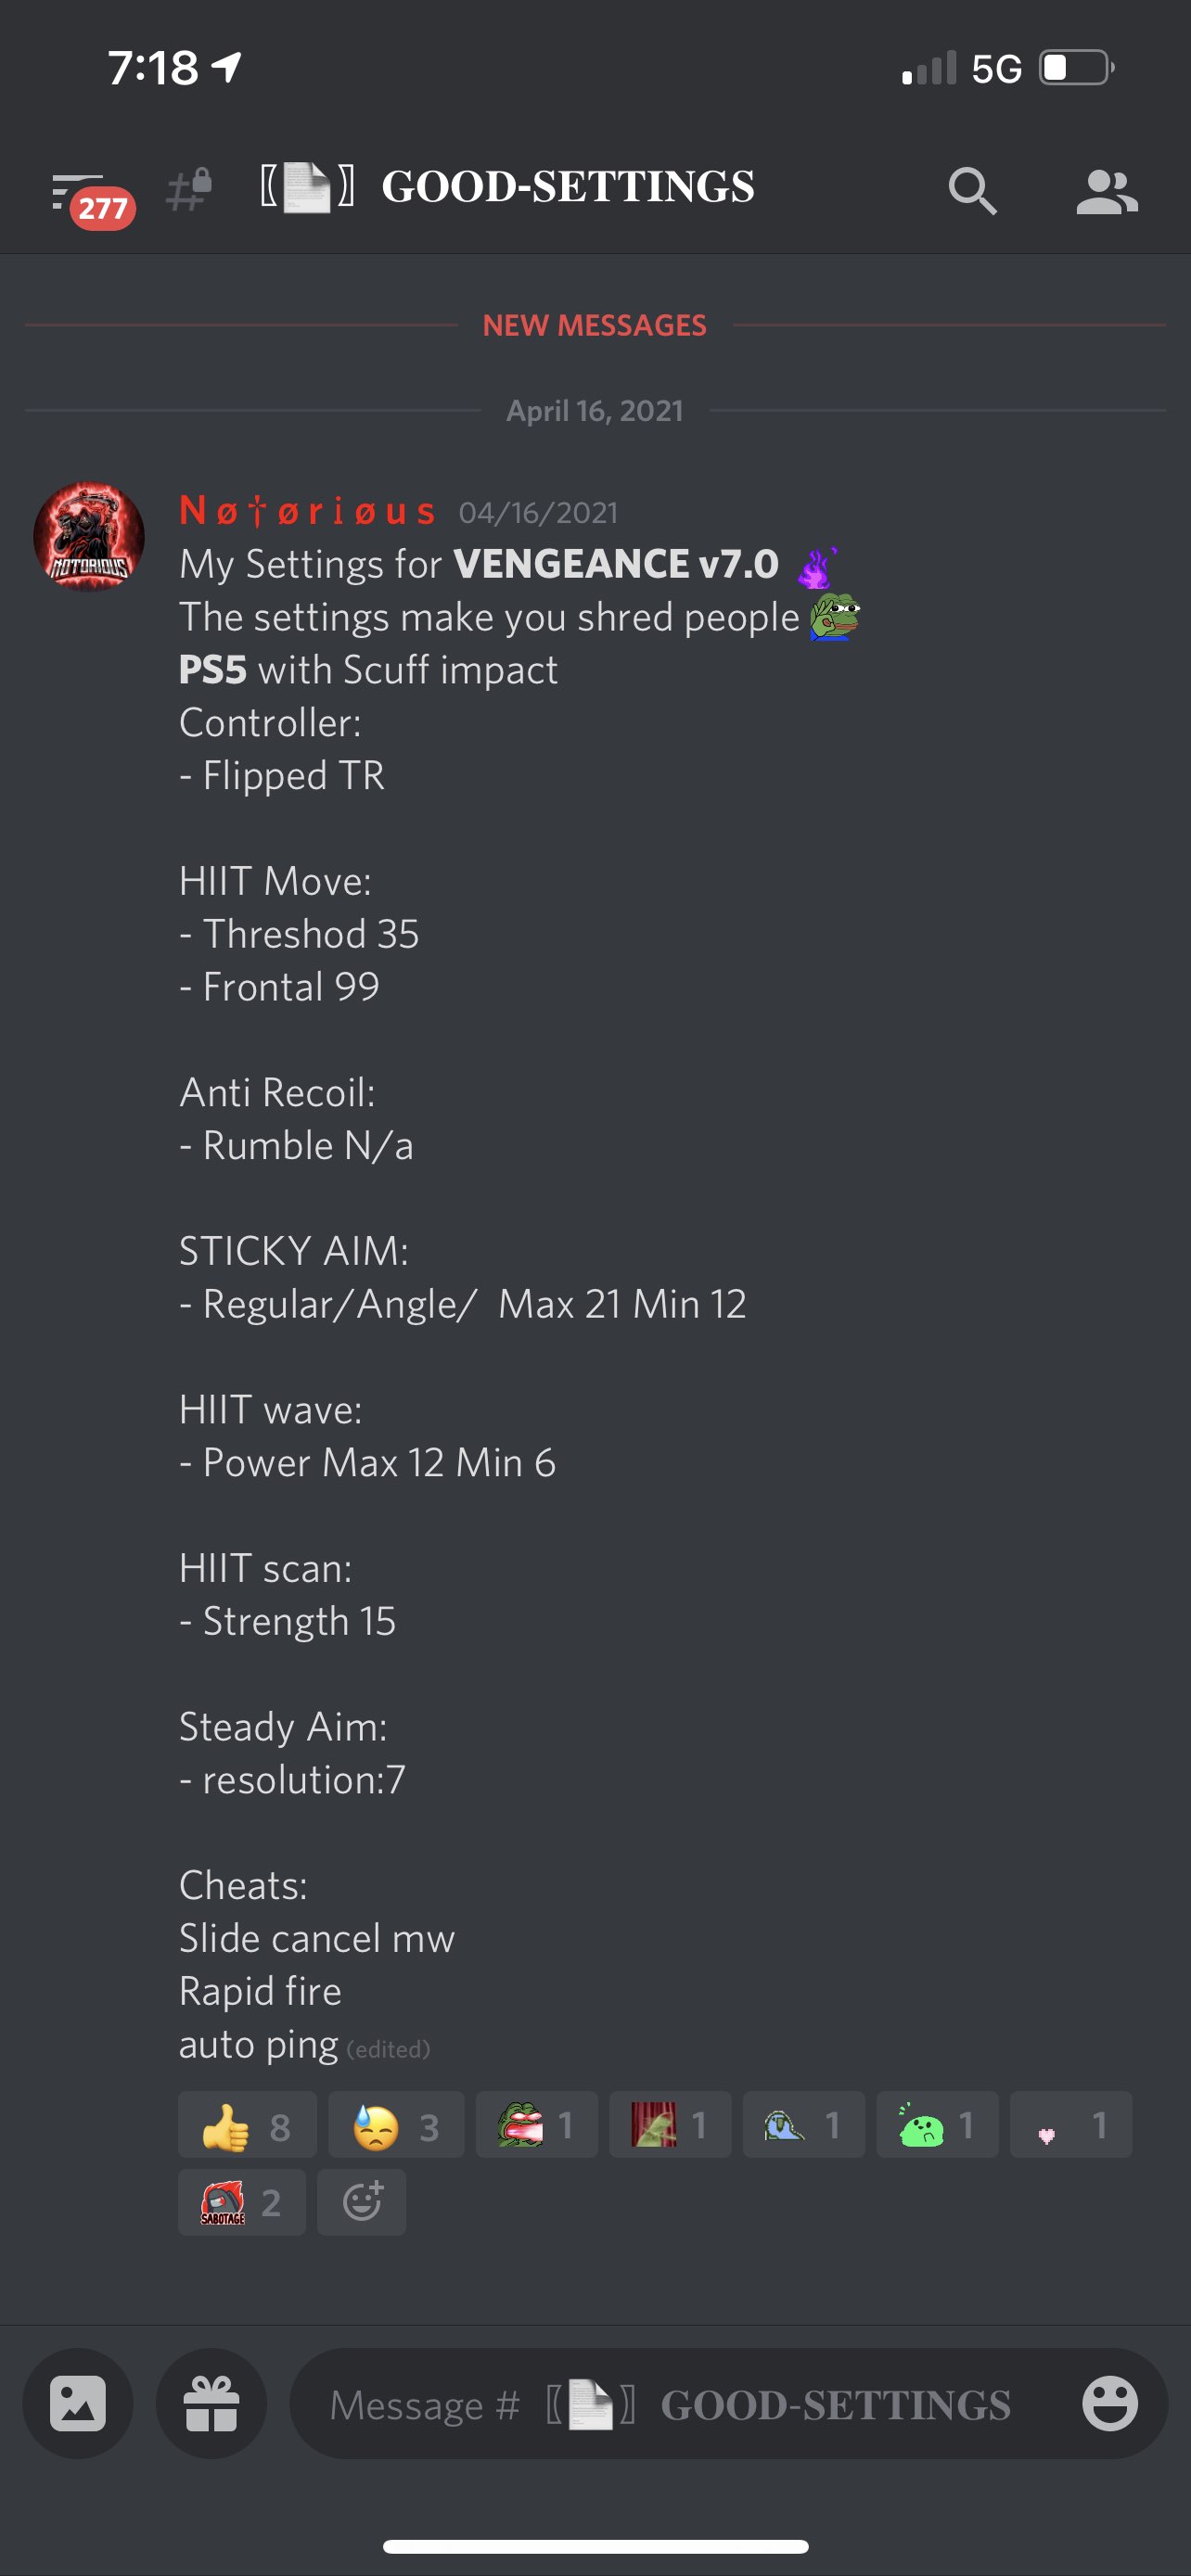 7:18
5G
277
〖📄〗 GOOD-SETTINGS
NEW MESSAGES
April 16, 2021
NOTORIOUS
N ø † ø r i ø u s 04/16/2021
My Settings for VENGEANCE v7.0
The settings make you shred people
PS5 with Scuff impact
Controller:
- Flipped TR
HIIT Move:
- Threshod 35
- Frontal 99
Anti Recoil:
- Rumble N/a
STICKY AIM:
- Regular/Angle/  Max 21 Min 12
HIIT wave:
- Power Max 12 Min 6
HIIT scan:
- Strength 15
Steady Aim:
- resolution:7
Cheats:
Slide cancel mw
Rapid fire
auto ping (edited)
👍 8 😓 3 1 1 1 1 1
SABOTAGE 2
Message # 〖📄〗 GOOD-SETTINGS